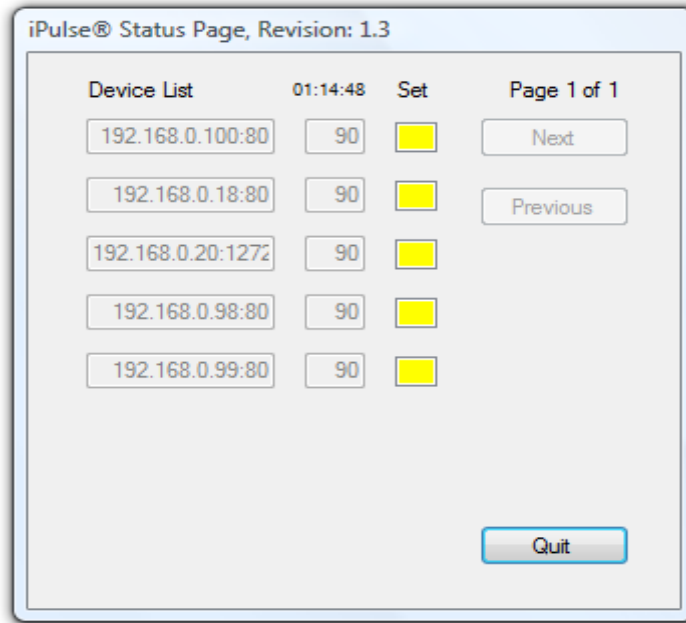 iPulse® Status Page, Revision: 1.3
Device List 01:14:48 Set Page 1 of 1
192.168.0.100:80 90 Next
192.168.0.18:80 90 Previous
192.168.0.20:1272 90
192.168.0.98:80 90
192.168.0.99:80 90
Quit